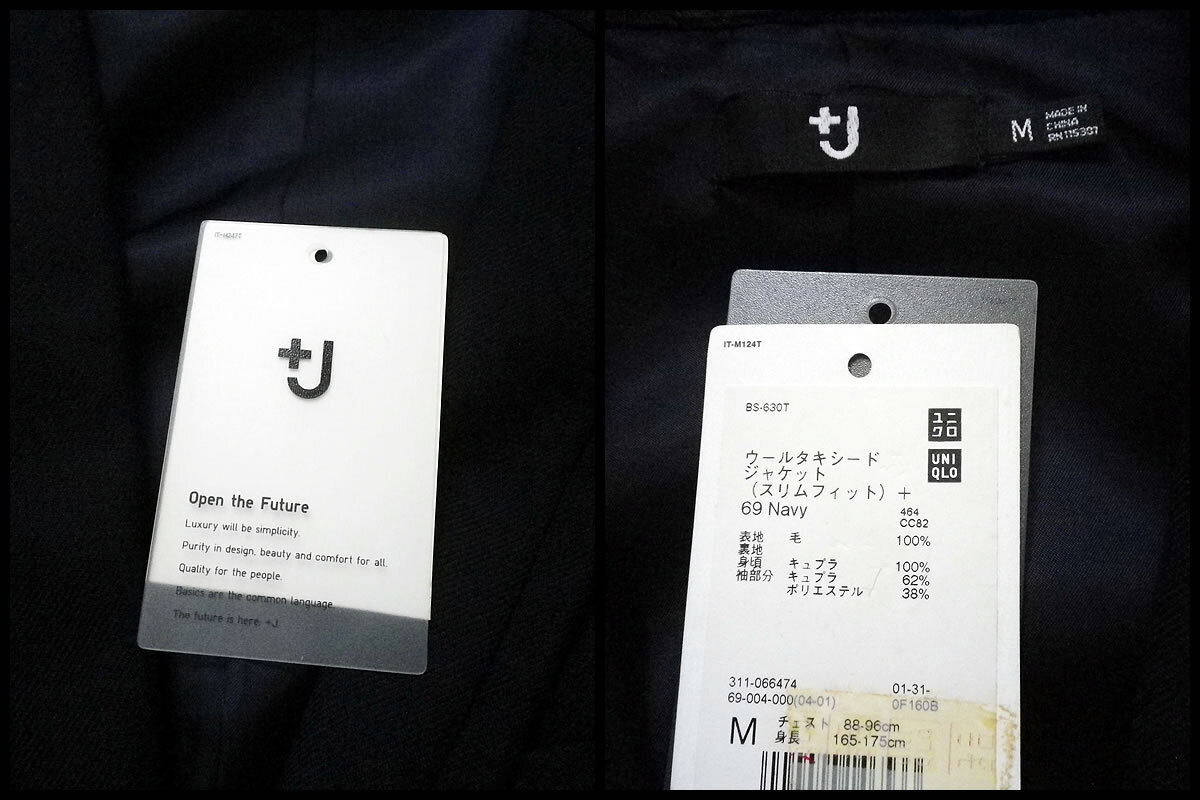 IT-M247T
+J
Open the Future
Luxury will be simplicity.
Purity in design, beauty and comfort for all.
Quality for the people.
Basics are the common language.
The future is here: +J.
+J
M
MADE IN
CHINA
RN115307
IT-M124T
BS-630T
ユニ
クロ
UNI
QLO
ウールタキシード
ジャケット
（スリムフィット）＋
69 Navy
464
CC82
表地 毛 100%
裏地
身頃 キュプラ 100%
袖部分 キュプラ 62%
ポリエステル 38%
311-066474 01-31-
69-004-000(04-01) 0F160B
M
チェスト 88-96cm
身長 165-175cm